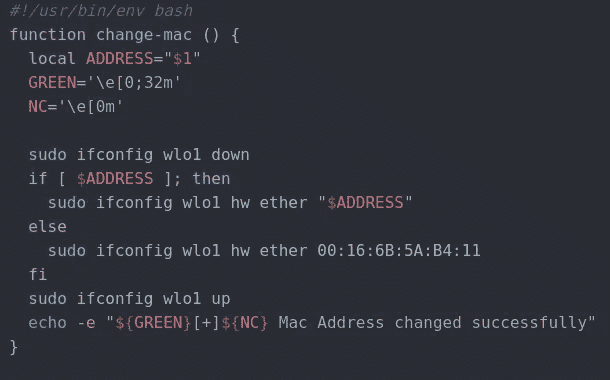 #!/usr/bin/env bash
function change-mac () {
  local ADDRESS="$1"
  GREEN='\e[0;32m'
  NC='\e[0m'

  sudo ifconfig wlo1 down
  if [ $ADDRESS ]; then
    sudo ifconfig wlo1 hw ether "$ADDRESS"
  else
    sudo ifconfig wlo1 hw ether 00:16:6B:5A:B4:11
  fi
  sudo ifconfig wlo1 up
  echo -e "${GREEN}[+]${NC} Mac Address changed successfully"
}